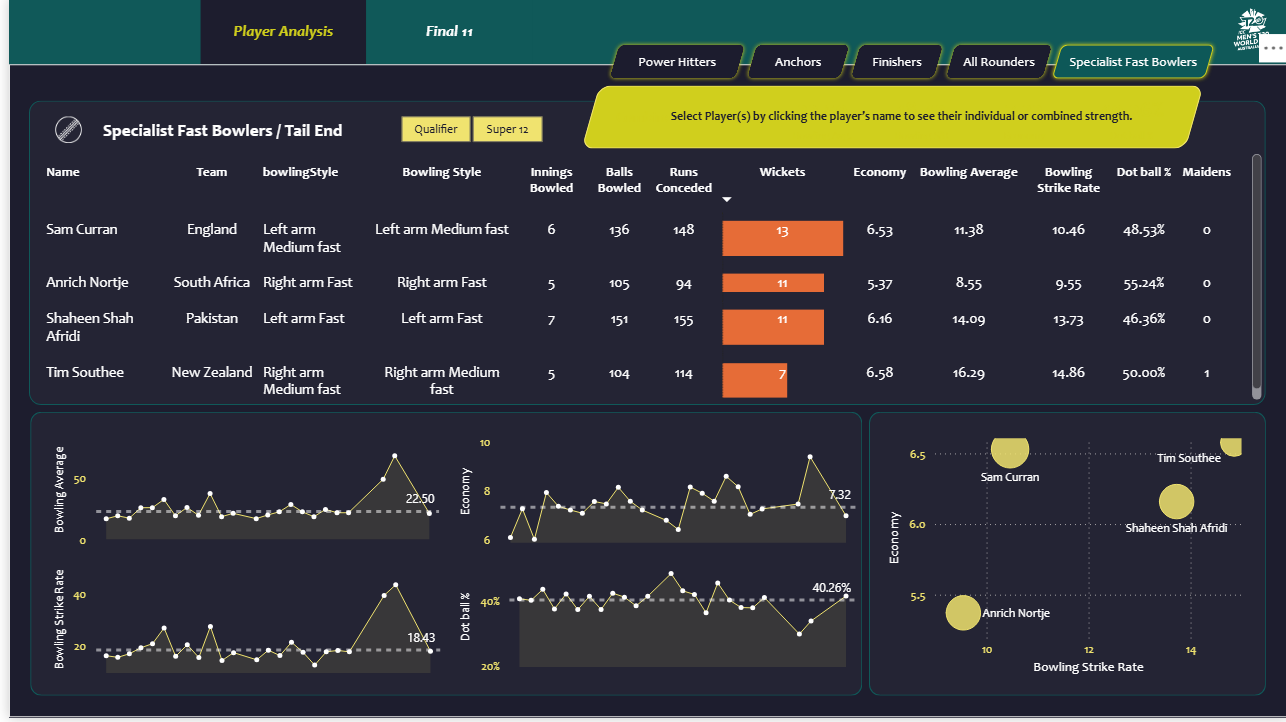 Player Analysis
Final 11
T20
ICC
MEN'S T20
WORLD
AUSTRALIA
Power Hitters
Anchors
Finishers
All Rounders
Specialist Fast Bowlers
Select Player(s) by clicking the player's name to see their individual or combined strength.
Specialist Fast Bowlers / Tail End
Qualifier
Super 12
Name Team bowlingStyle Bowling Style Innings Bowled Balls Bowled Runs Conceded Wickets Economy Bowling Average Bowling Strike Rate Dot ball % Maidens
Sam Curran England Left arm Medium fast Left arm Medium fast 6 136 148 13 6.53 11.38 10.46 48.53% 0
Anrich Nortje South Africa Right arm Fast Right arm Fast 5 105 94 11 5.37 8.55 9.55 55.24% 0
Shaheen Shah Afridi Pakistan Left arm Fast Left arm Fast 7 151 155 11 6.16 14.09 13.73 46.36% 0
Tim Southee New Zealand Right arm Medium fast Right arm Medium fast 5 104 114 7 6.58 16.29 14.86 50.00% 1
Bowling Average
50
0
22.50
Economy
10
8
6
7.32
Bowling Strike Rate
40
20
18.43
Dot ball %
40%
20%
40.26%
Economy
6.5
6.0
5.5
Sam Curran
Tim Southee
Shaheen Shah Afridi
Anrich Nortje
10
12
14
Bowling Strike Rate